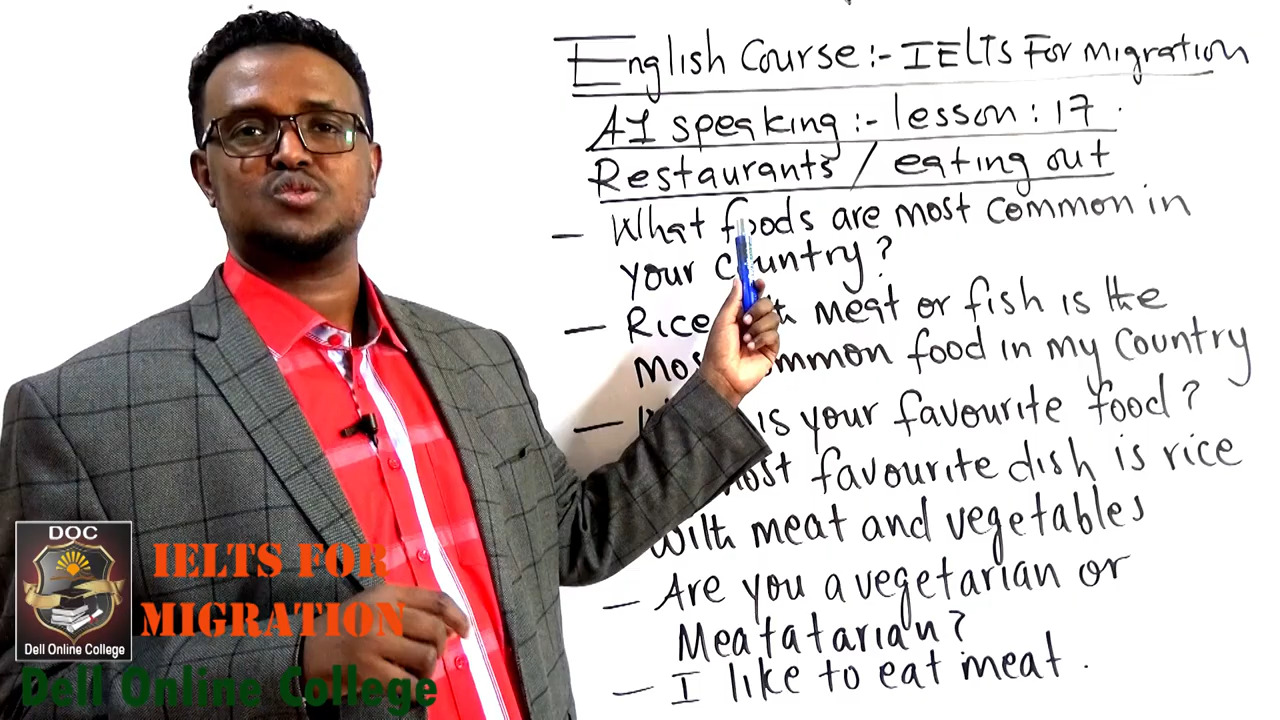 English Course:- IELTS For migration
AI speaking:- lesson: 17
Restaurants / eating out
- What foods are most common in
your country?
- Rice meat or fish is the
most common food in my country
- is your favourite food?
most favourite dish is rice
with meat and vegetables
- Are you a vegetarian or
Meatatarian?
- I like to eat meat.
DOC
Dell Online College
IELTS FOR
MIGRATION
Dell Online College